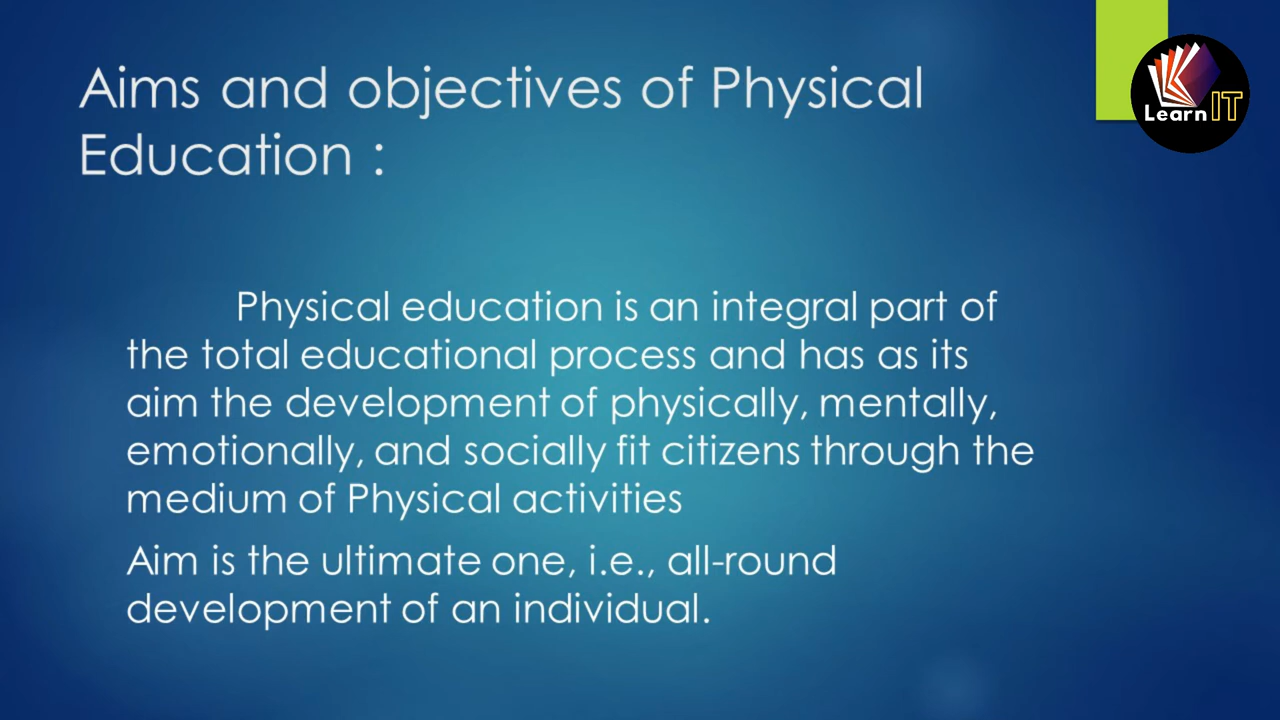 Aims and objectives of Physical
Education :
Learn IT
Physical education is an integral part of
the total educational process and has as its
aim the development of physically, mentally,
emotionally, and socially fit citizens through the
medium of Physical activities
Aim is the ultimate one, i.e., all-round
development of an individual.